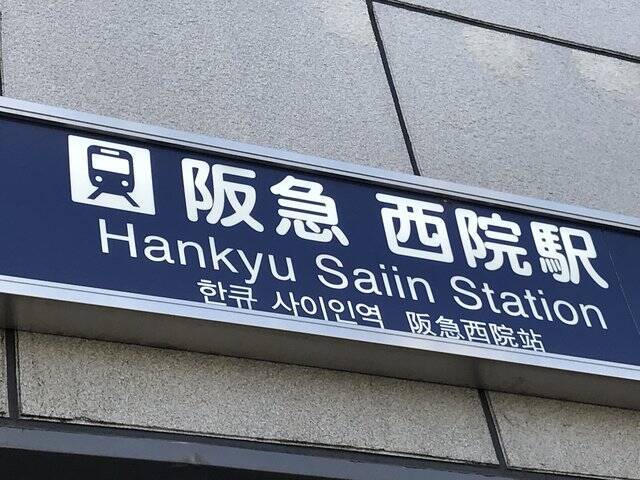 阪急 西院駅
Hankyu Saiin Station
한큐 사이인역 阪急西院站